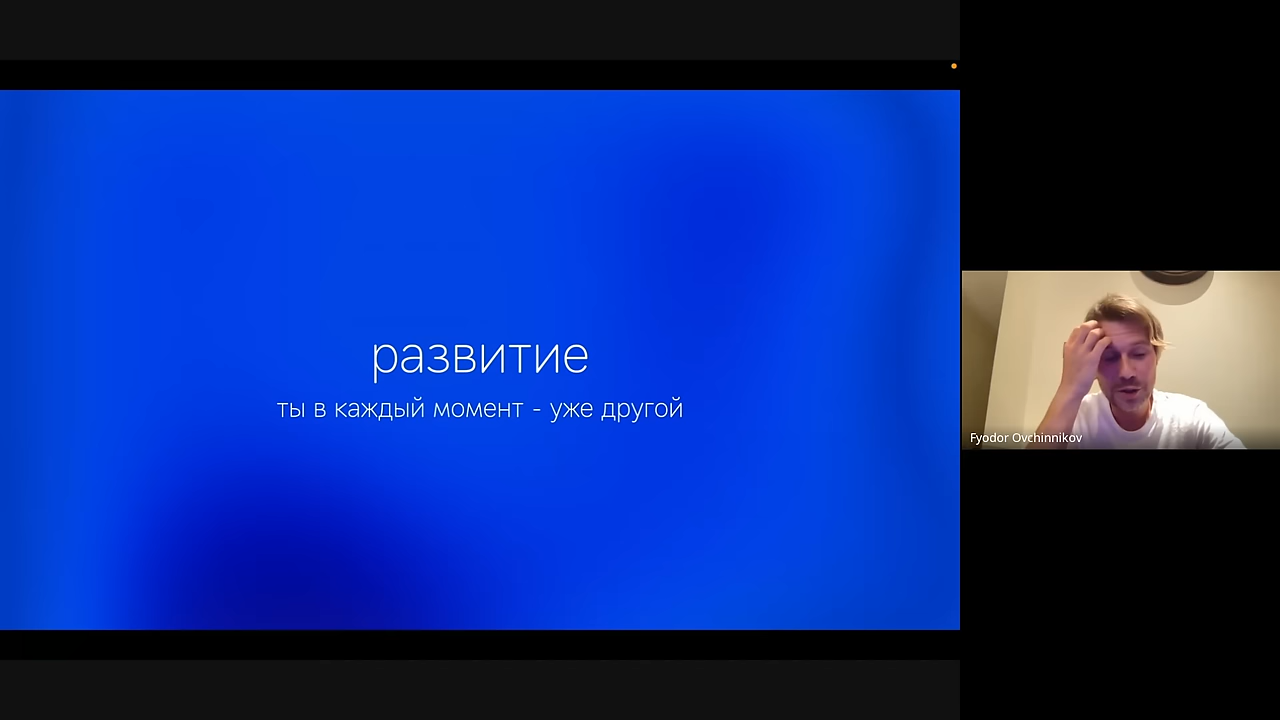 развитие
ты в каждый момент - уже другой
Fyodor Ovchinnikov